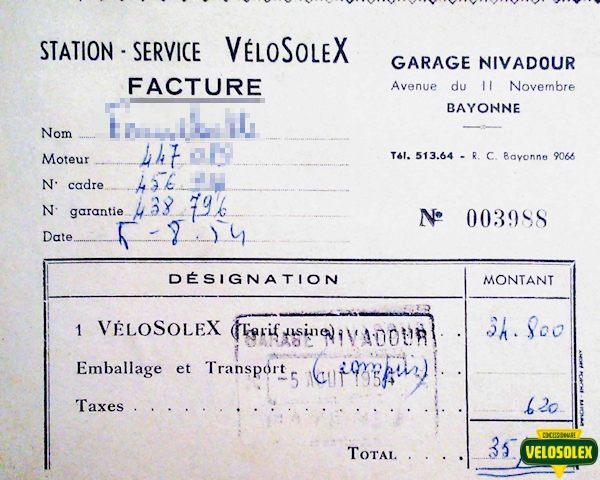 STATION - SERVICE VÉLOSOLEX
FACTURE
GARAGE NIVADOUR
Avenue du 11 Novembre
BAYONNE
Tél. 513.64 - R. C. Bayonne 9066
Nom
Moteur 447
N° cadre 456
N° garantie 438 796
Date 5-8.54
N° 003988
DÉSIGNATION MONTANT
1 VÉLOSOLEX (Tarif usine) 34.800
GARAGE NIVADOUR
Emballage et Transport (compris)
-5 AOUT 1954
Taxes 620
TOTAL 35
CONCESSIONNAIRE
VELOSOLEX